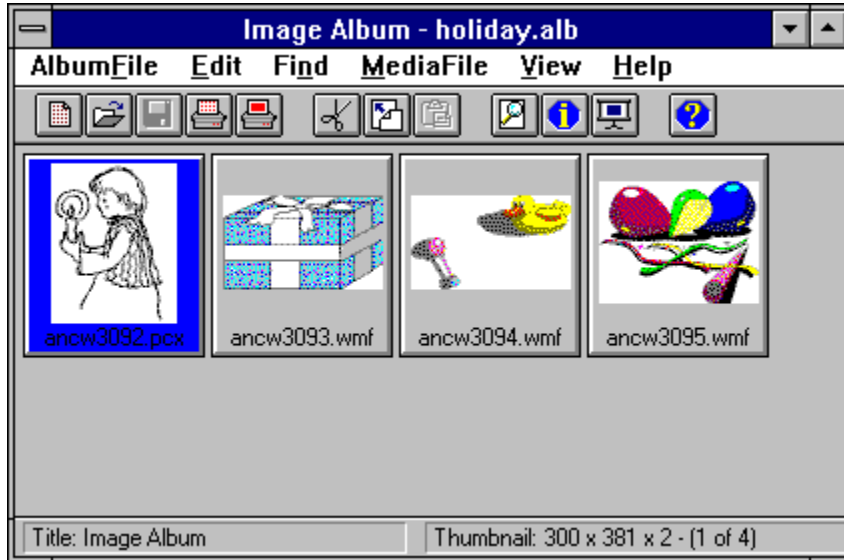 Image Album - holiday.alb
AlbumFile Edit Find MediaFile View Help
ancw3092.pcx ancw3093.wmf ancw3094.wmf ancw3095.wmf
Title: Image Album Thumbnail: 300 x 381 x 2 - (1 of 4)